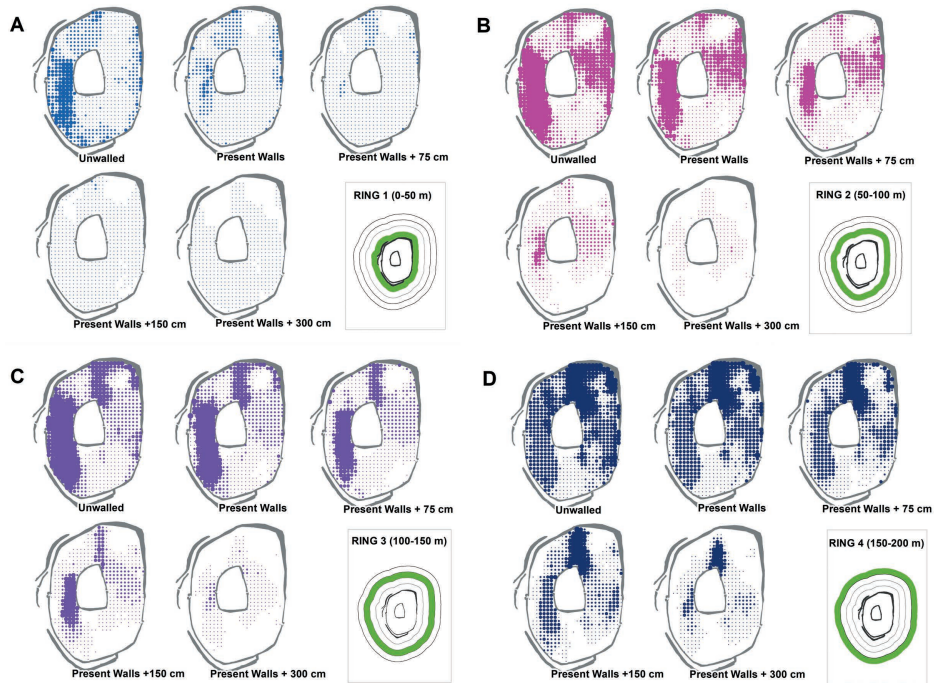 A
Unwalled
Present Walls
Present Walls + 75 cm
Present Walls +150 cm
Present Walls + 300 cm
RING 1 (0-50 m)
B
Unwalled
Present Walls
Present Walls + 75 cm
Present Walls +150 cm
Present Walls + 300 cm
RING 2 (50-100 m)
C
Unwalled
Present Walls
Present Walls + 75 cm
Present Walls +150 cm
Present Walls + 300 cm
RING 3 (100-150 m)
D
Unwalled
Present Walls
Present Walls + 75 cm
Present Walls +150 cm
Present Walls + 300 cm
RING 4 (150-200 m)